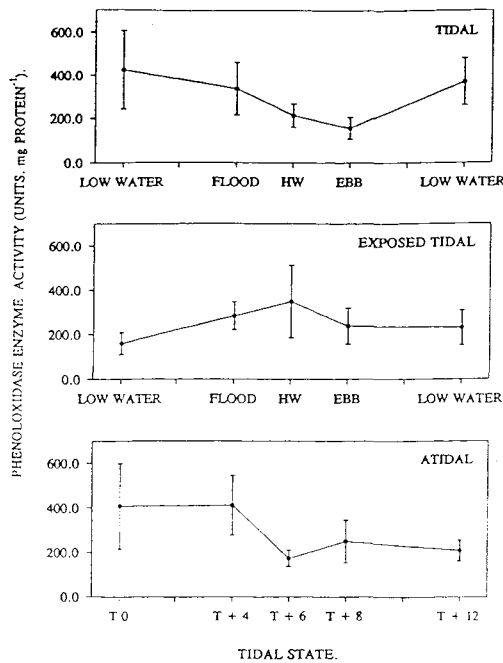 PHENOLOXIDASE ENZYME ACTIVITY (UNITS. mg PROTEIN⁻¹).
TIDAL
600.0
400.0
200.0
0.0
LOW WATER FLOOD HW EBB LOW WATER
EXPOSED TIDAL
600.0
400.0
200.0
0.0
LOW WATER FLOOD HW EBB LOW WATER
ATIDAL
600.0
400.0
200.0
0.0
T 0 T + 4 T + 6 T + 8 T + 12
TIDAL STATE.